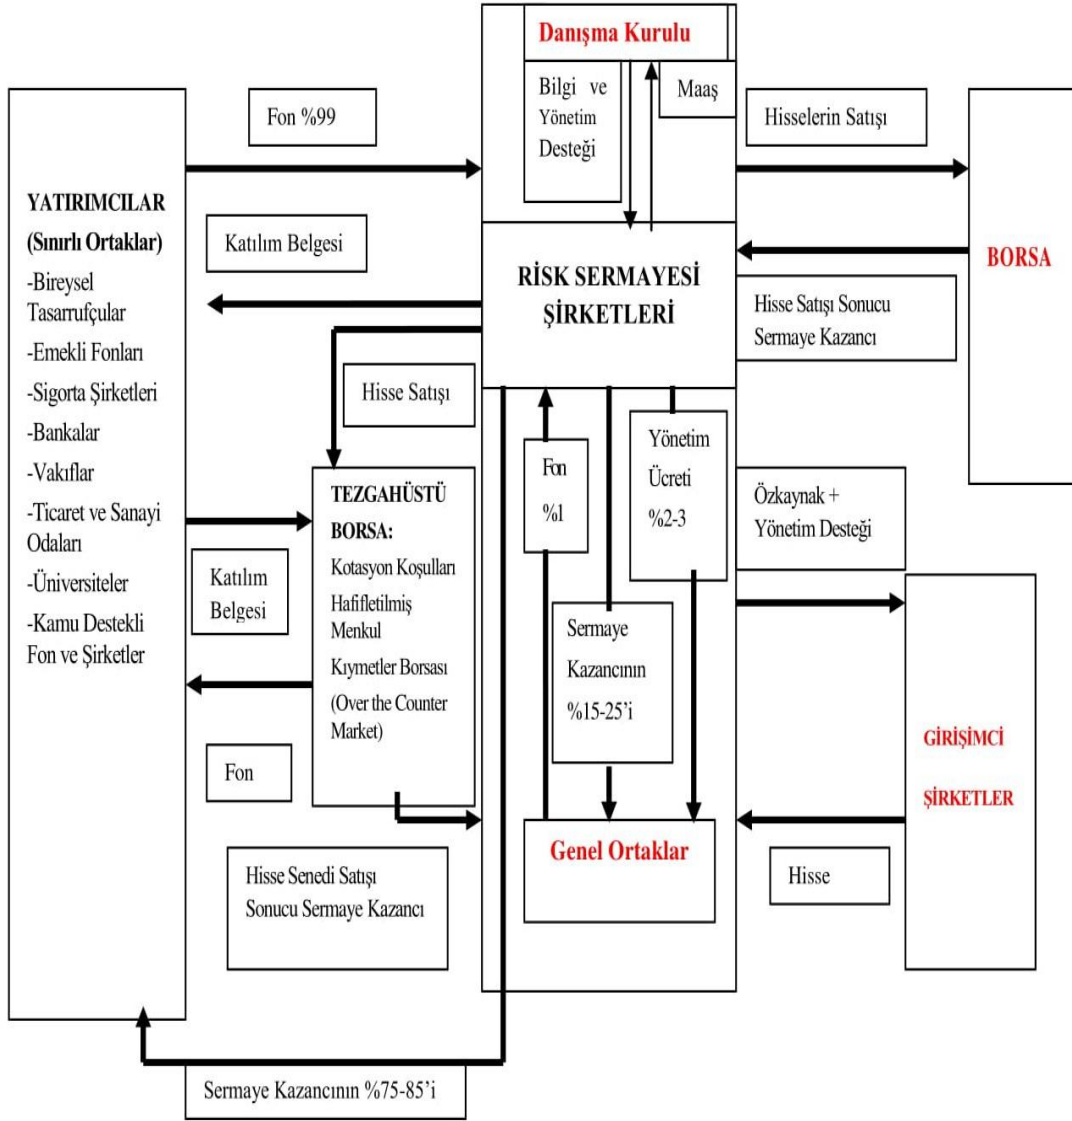 Danışma Kurulu
Bilgi ve
Yönetim
Desteği
Maaş
Fon %99
Hisselerin Satışı
YATIRIMCILAR
(Sınırlı Ortaklar)
-Bireysel
Tasarrufçular
-Emekli Fonları
-Sigorta Şirketleri
-Bankalar
-Vakıflar
-Ticaret ve Sanayi
Odaları
-Üniversiteler
-Kamu Destekli
Fon ve Şirketler
Katılım Belgesi
RİSK SERMAYESİ
ŞİRKETLERİ
BORSA
Hisse Satışı Sonucu
Sermaye Kazancı
Hisse Satışı
Fon
%1
Yönetim
Ücreti
%2-3
TEZGAHÜSTÜ
BORSA:
Kotasyon Koşulları
Hafifletilmiş
Menkul
Kıymetler Borsası
(Over the Counter
Market)
Özkaynak +
Yönetim Desteği
Katılım
Belgesi
Sermaye
Kazancının
%15-25’i
Fon
GİRİŞİMCİ
ŞİRKETLER
Genel Ortaklar
Hisse
Hisse Senedi Satışı
Sonucu Sermaye Kazancı
Sermaye Kazancının %75-85’i